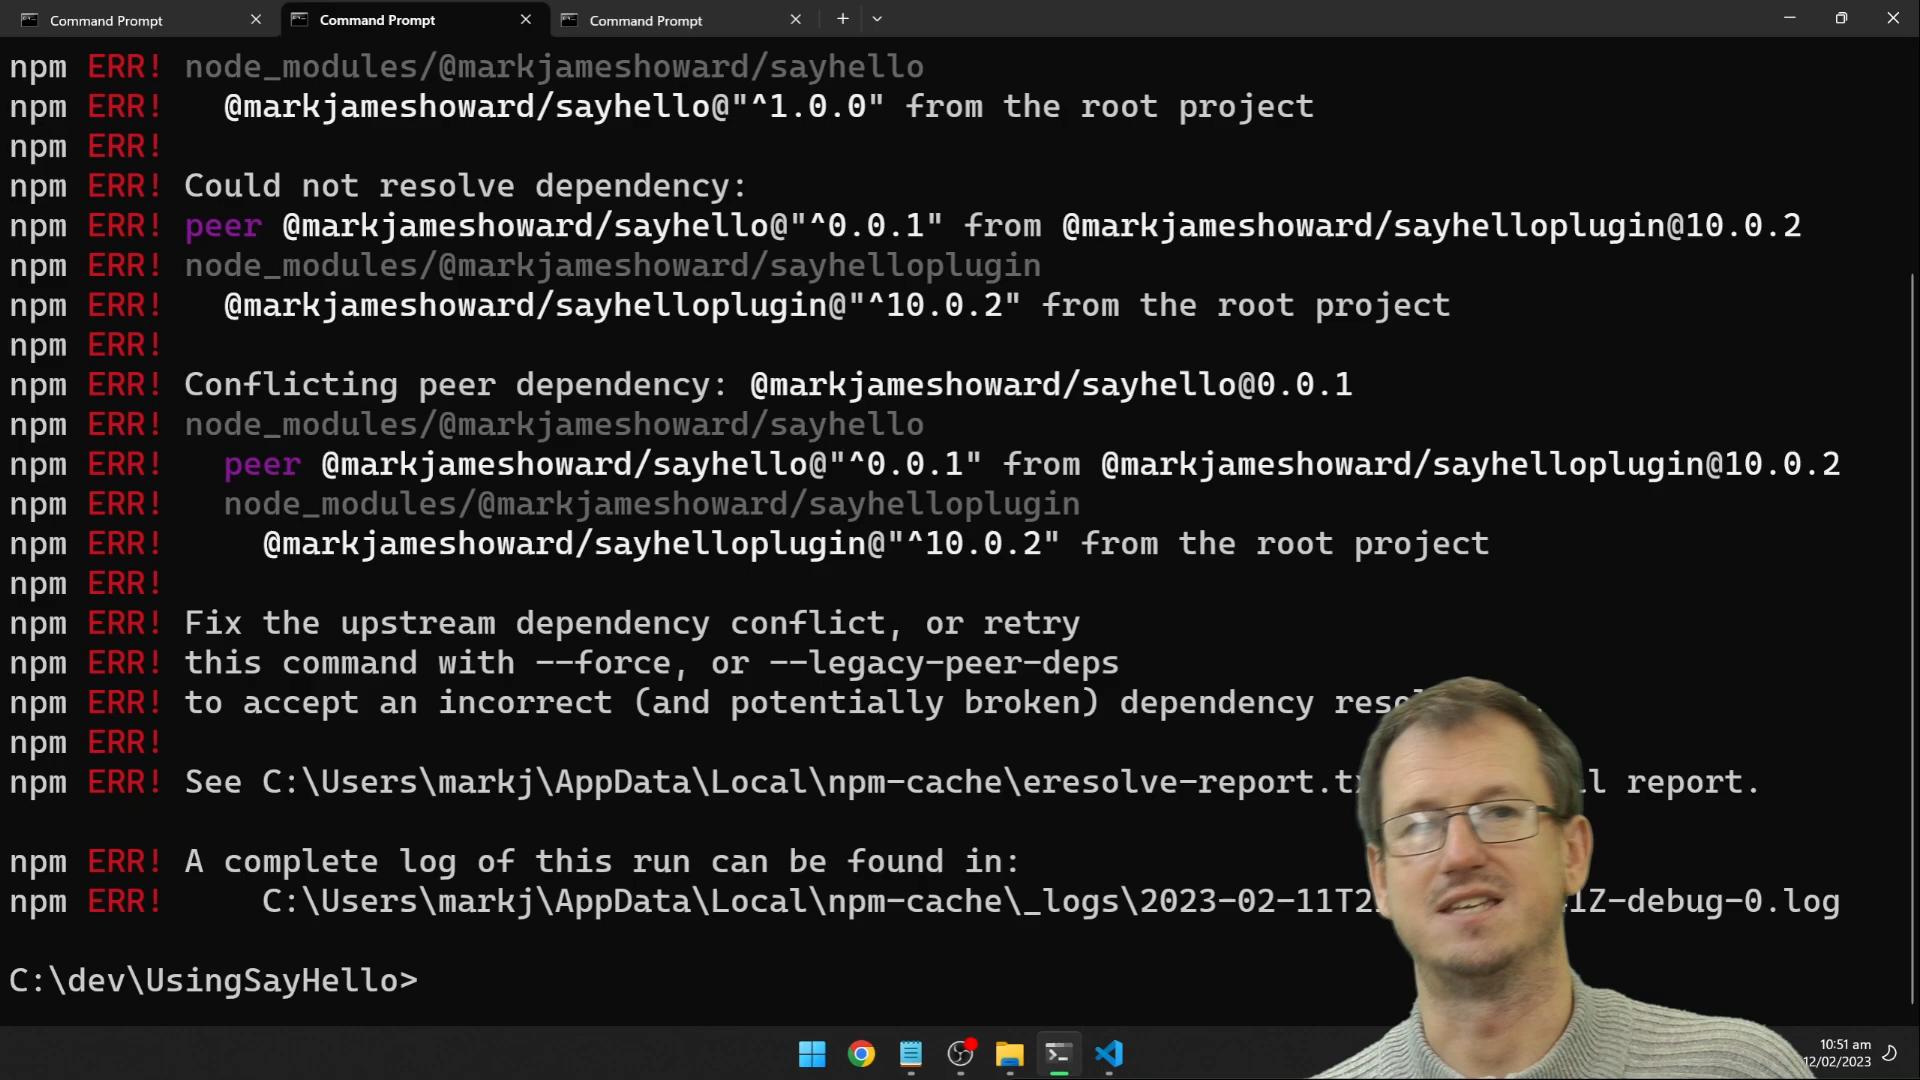 Command Prompt
Command Prompt
Command Prompt
npm ERR! node_modules/@markjameshoward/sayhello
npm ERR!   @markjameshoward/sayhello@"^1.0.0" from the root project
npm ERR!
npm ERR! Could not resolve dependency:
npm ERR! peer @markjameshoward/sayhello@"^0.0.1" from @markjameshoward/sayhelloplugin@10.0.2
npm ERR! node_modules/@markjameshoward/sayhelloplugin
npm ERR!   @markjameshoward/sayhelloplugin@"^10.0.2" from the root project
npm ERR!
npm ERR! Conflicting peer dependency: @markjameshoward/sayhello@0.0.1
npm ERR! node_modules/@markjameshoward/sayhello
npm ERR!   peer @markjameshoward/sayhello@"^0.0.1" from @markjameshoward/sayhelloplugin@10.0.2
npm ERR!   node_modules/@markjameshoward/sayhelloplugin
npm ERR!     @markjameshoward/sayhelloplugin@"^10.0.2" from the root project
npm ERR!
npm ERR! Fix the upstream dependency conflict, or retry
npm ERR! this command with --force, or --legacy-peer-deps
npm ERR! to accept an incorrect (and potentially broken) dependency
npm ERR!
npm ERR! See C:\Users\markj\AppData\Local\npm-cache\eresolve-report. report.
npm ERR! A complete log of this run can be found in:
npm ERR!     C:\Users\markj\AppData\Local\npm-cache\_logs\2023-02-11T2 1Z-debug-0.log
C:\dev\UsingSayHello>
10:51 am
12/02/2023